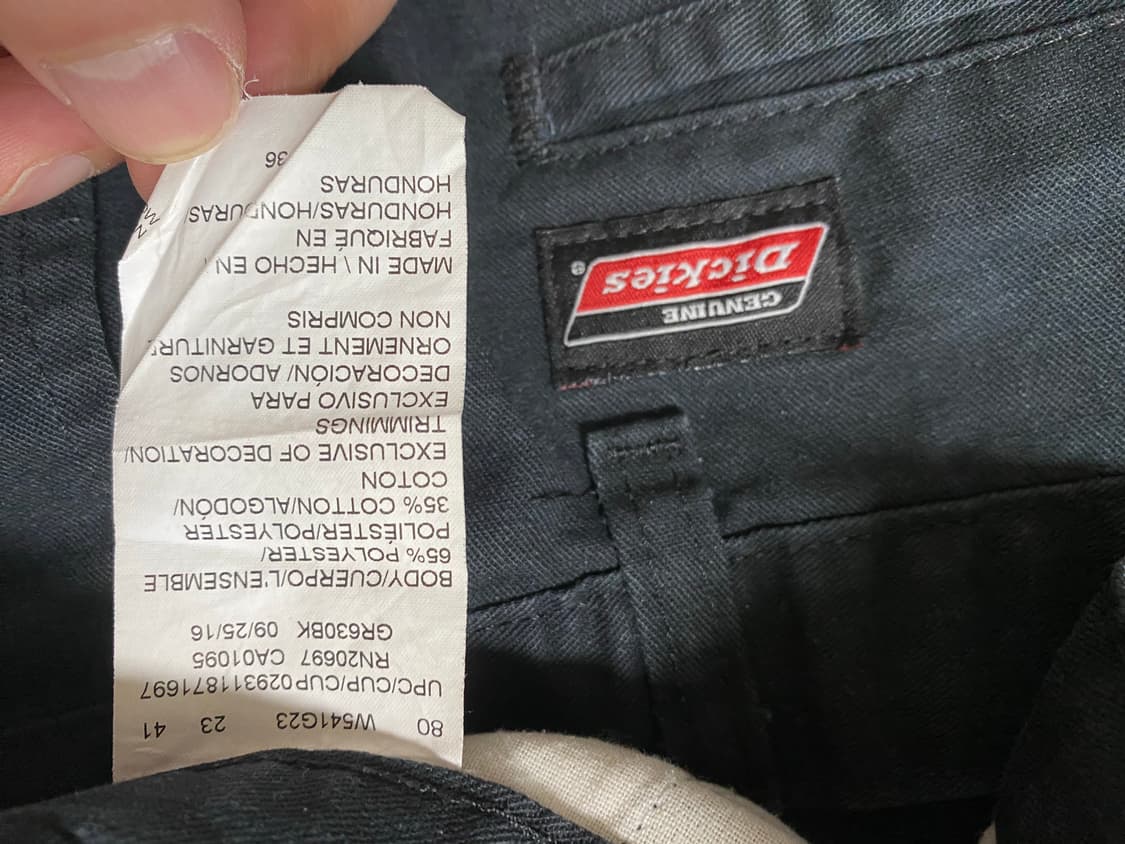 GENUINE
Dickies®
80 W541G23 23 41
UPC/CUP/CUP029311871697
RN20697 CA01095
GR630BK 09/25/16
BODY/CUERPO/L'ENSEMBLE
65% POLYESTER/
POLIÉSTER/POLYESTER
35% COTTON/ALGODÓN/
COTON
EXCLUSIVE OF DECORATION/
TRIMMINGS
EXCLUSIVO PARA
DECORACIÓN/ ADORNOS
ORNEMENT ET GARNITURE
NON COMPRIS
MADE IN \ HECHO EN \
FABRIQUÉ EN
HONDURAS/HONDURAS/
HONDURAS
36